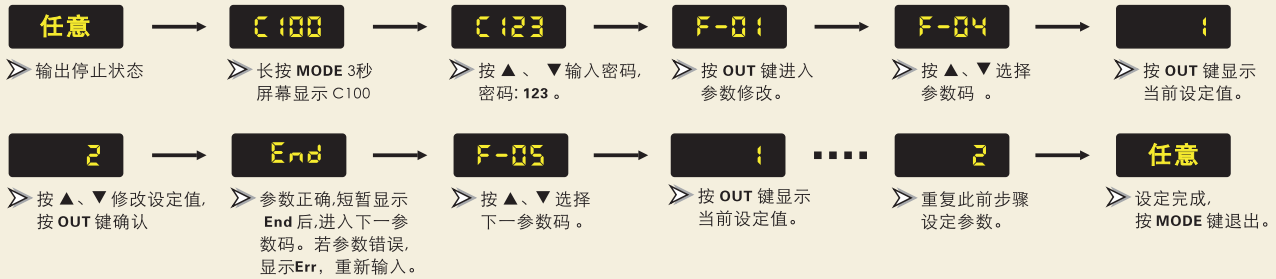 任意
C100
C123
F-01
F-04
1
输出停止状态
长按 MODE 3秒
屏幕显示 C100
按 ▲ 、 ▼ 输入密码,
密码: 123 。
按 OUT 键进入
参数修改。
按 ▲、▼ 选择
参数码 。
按 OUT 键显示
当前设定值。
2
End
F-05
1
2
任意
按 ▲、▼ 修改设定值,
按 OUT 键确认
参数正确,短暂显示
End 后,进入下一参
数码。若参数错误,
显示Err，重新输入。
按 ▲、▼ 选择
下一参数码 。
按 OUT 键显示
当前设定值。
重复此前步骤
设定参数。
设定完成,
按 MODE 键退出。